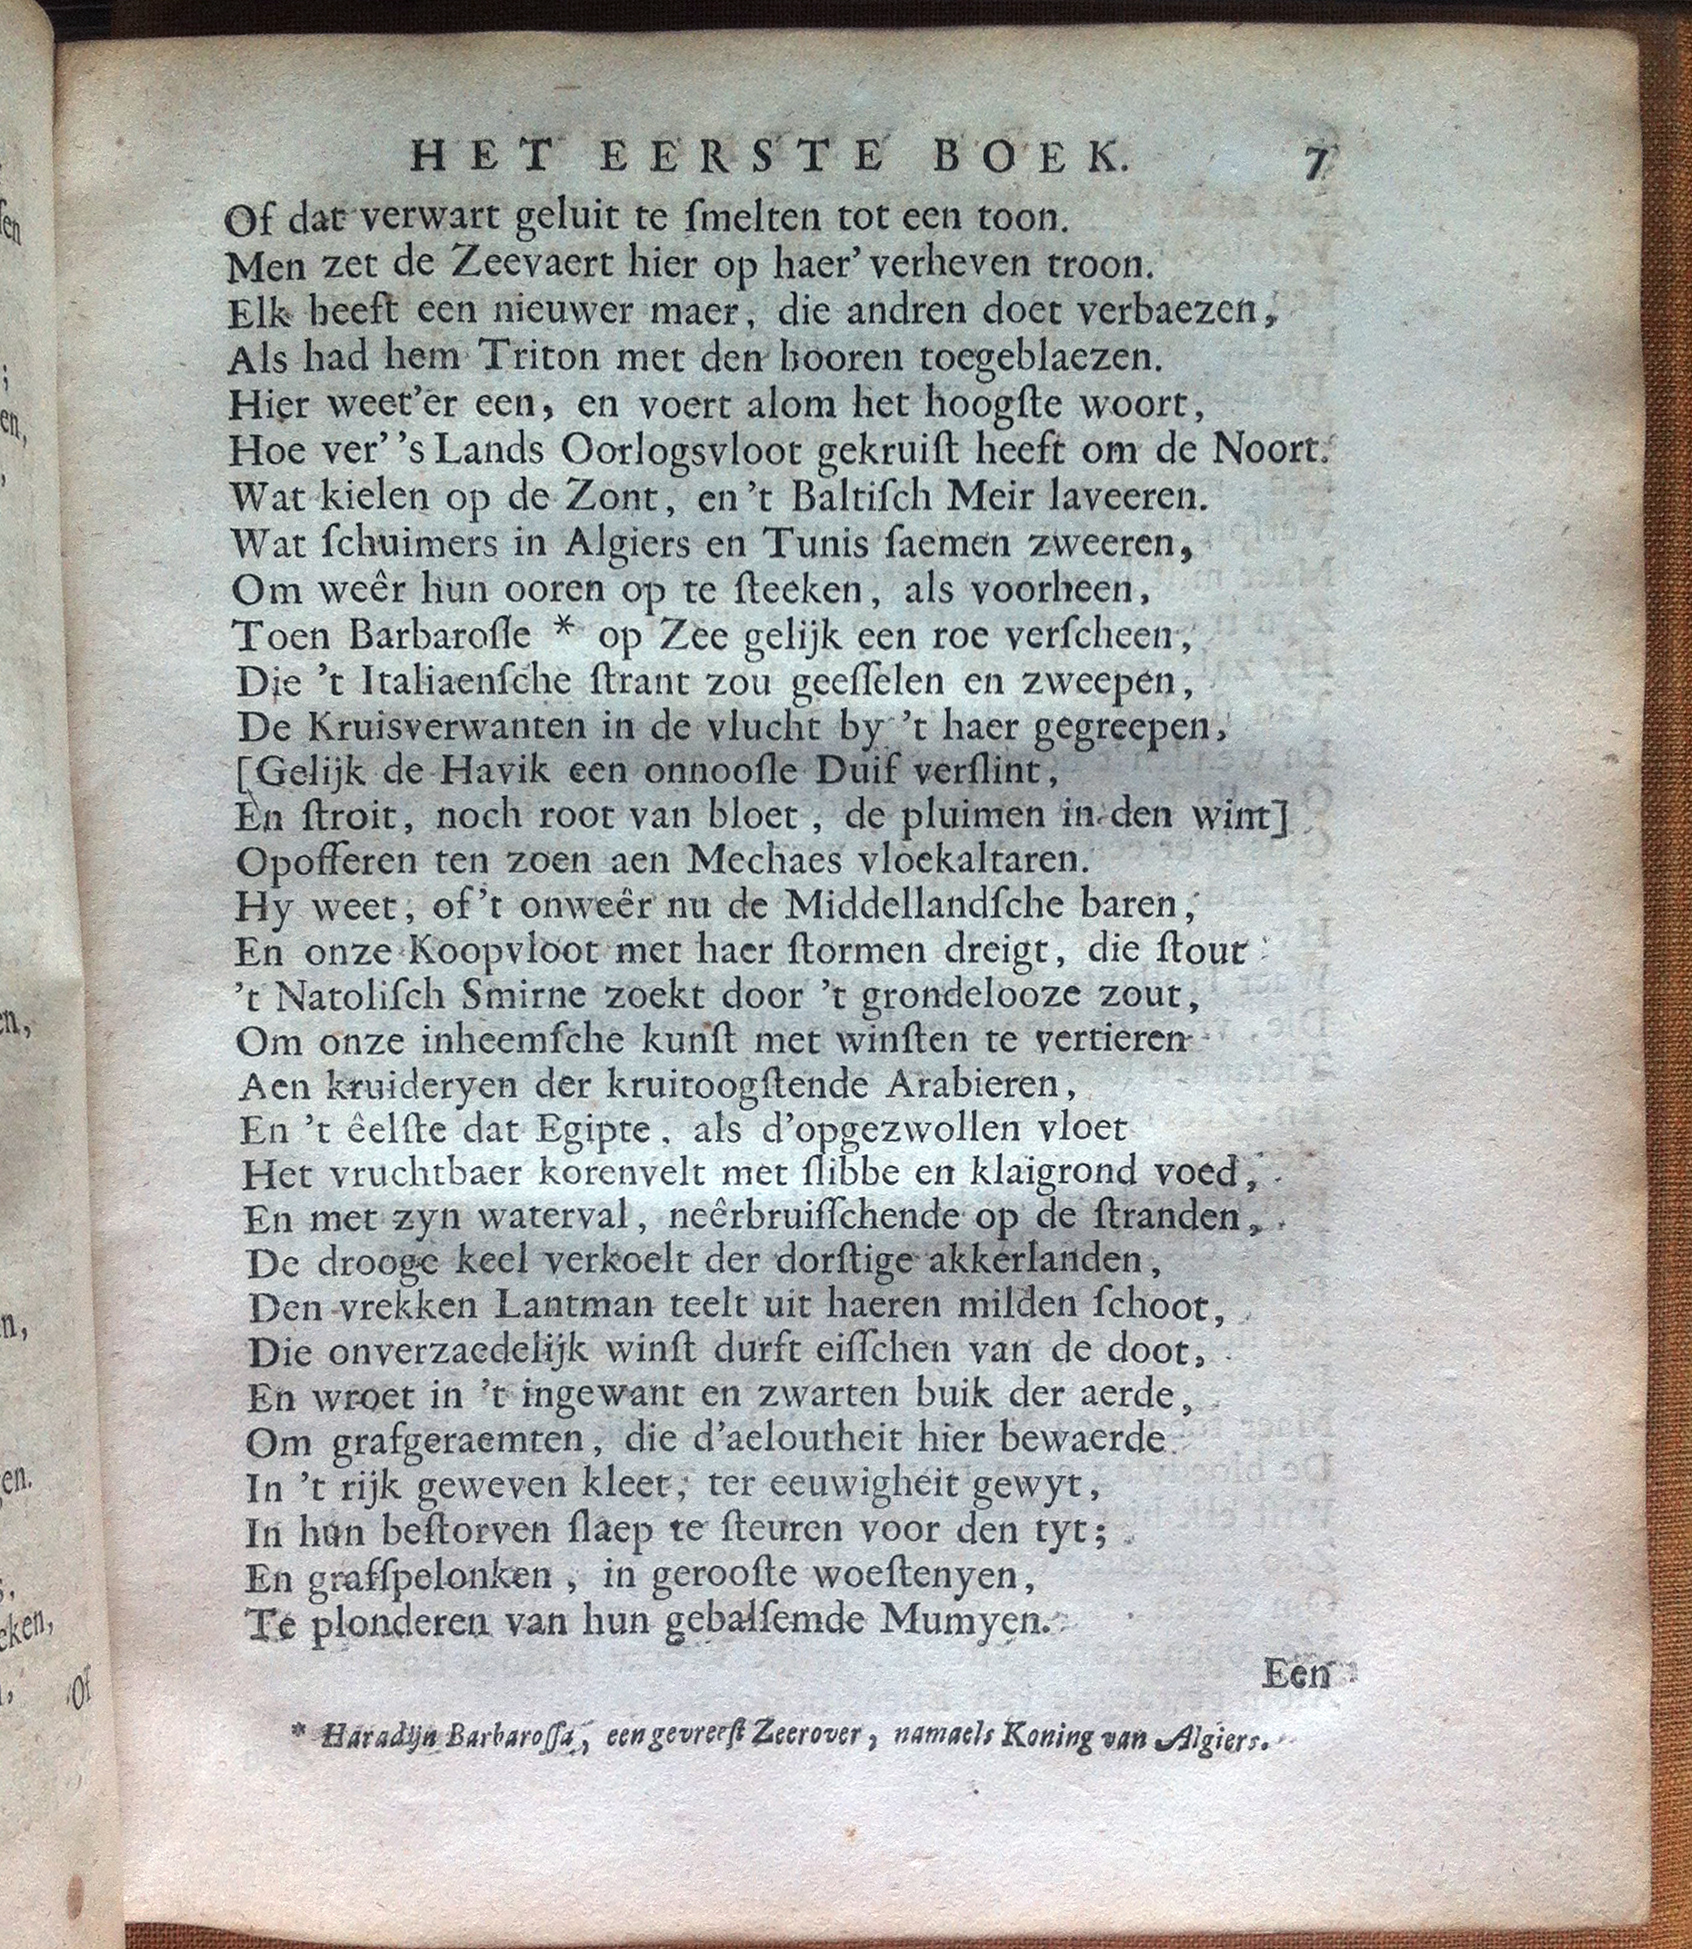 HET EERSTE BOEK. 7
Of dat verwart geluit te ſmelten tot een toon.
Men zet de Zeevaert hier op haer' verheven troon.
Elk heeft een nieuwer maer, die andren doet verbaezen,
Als had hem Triton met den hooren toegeblaezen.
Hier weet'er een, en voert alom het hoogſte woort,
Hoe ver' 's Lands Oorlogsvloot gekruiſt heeft om de Noort.
Wat kielen op de Zont, en 't Baltiſch Meir laveeren.
Wat ſchuimers in Algiers en Tunis ſaemen zweeren,
Om weêr hun ooren op te ſteeken, als voorheen,
Toen Barbaroſſe * op Zee gelijk een roe verſcheen,
Die 't Italiaenſche ſtrant zou geeſſelen en zweepen,
De Kruisverwanten in de vlucht by 't haer gegreepen,
[Gelijk de Havik een onnooſle Duif verſlint,
En ſtroit, noch root van bloet, de pluimen in den wint]
Opofferen ten zoen aen Mechaes vloekaltaren.
Hy weet, of 't onweêr nu de Middellandſche baren,
En onze Koopvloot met haer ſtormen dreigt, die ſtout
't Natoliſch Smirne zoekt door 't grondelooze zout,
Om onze inheemſche kunſt met winſten te vertieren
Aen kruideryen der kruitoogſtende Arabieren,
En 't êelſte dat Egipte, als d'opgezwollen vloet
Het vruchtbaer korenvelt met ſlibbe en klaigrond voed,
En met zyn waterval, neêrbruiſſchende op de ſtranden,
De drooge keel verkoelt der dorſtige akkerlanden,
Den vrekken Lantman teelt uit haeren milden ſchoot,
Die onverzaedelijk winſt durft eiſſchen van de doot,
En wroet in 't ingewant en zwarten buik der aerde,
Om grafgeraemten, die d'aeloutheit hier bewaerde
In 't rijk geweven kleet, ter eeuwigheit gewyt,
In hun beſtorven ſlaep te ſteuren voor den tyt;
En grafſpelonken, in gerooſte woeſtenyen,
Te plonderen van hun gebalſemde Mumyen.
Een
* Haradijn Barbaroſſa, een gevreeſt Zeerover, namaels Koning van Algiers.